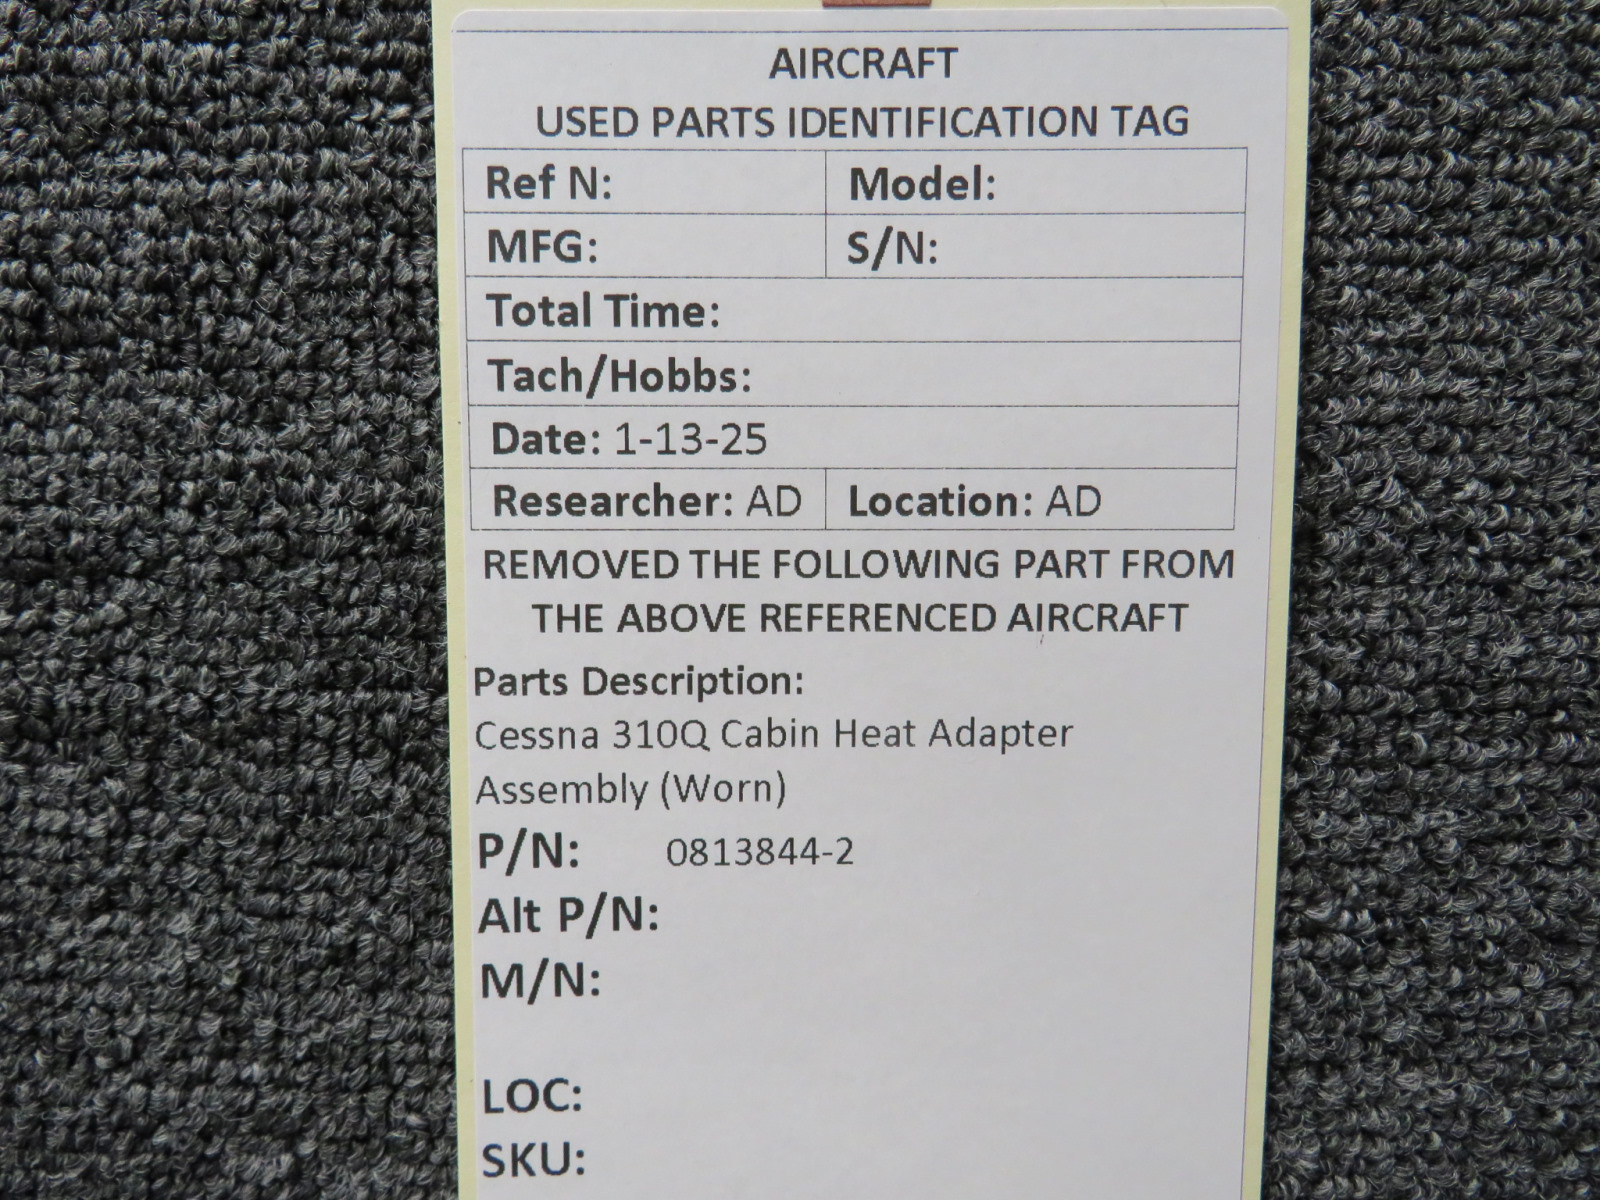 AIRCRAFT
USED PARTS IDENTIFICATION TAG
Ref N: Model:
MFG: S/N:
Total Time:
Tach/Hobbs:
Date: 1-13-25
Researcher: AD Location: AD
REMOVED THE FOLLOWING PART FROM
THE ABOVE REFERENCED AIRCRAFT
Parts Description:
Cessna 310Q Cabin Heat Adapter
Assembly (Worn)
P/N: 0813844-2
Alt P/N:
M/N:
LOC:
SKU: